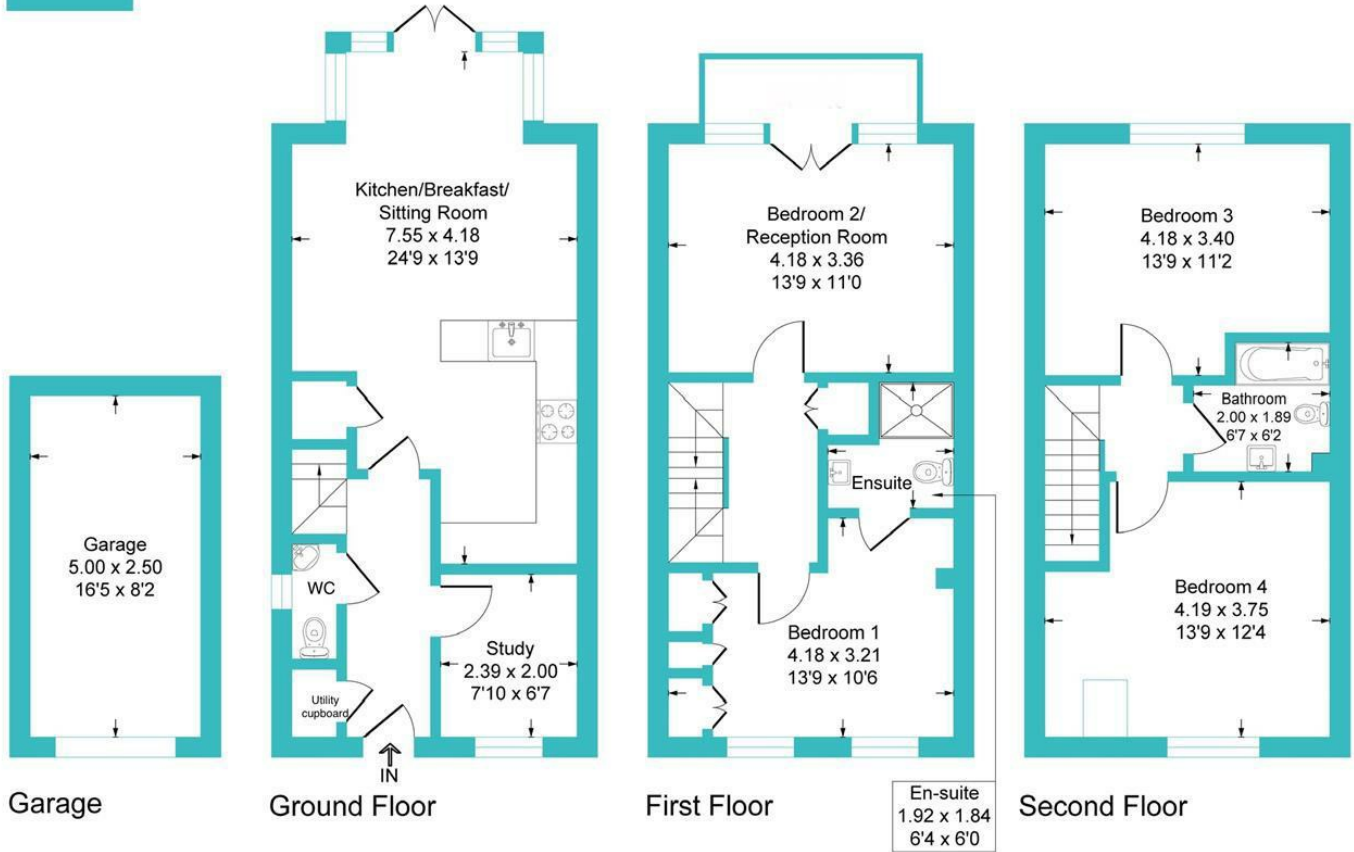 Garage
5.00 x 2.50
16'5 x 8'2
Garage
Kitchen/Breakfast/
Sitting Room
7.55 x 4.18
24'9 x 13'9
WC
Study
2.39 x 2.00
7'10 x 6'7
Utility
cupboard
IN
Ground Floor
Bedroom 2/
Reception Room
4.18 x 3.36
13'9 x 11'0
Ensuite
Bedroom 1
4.18 x 3.21
13'9 x 10'6
First Floor
En-suite
1.92 x 1.84
6'4 x 6'0
Bedroom 3
4.18 x 3.40
13'9 x 11'2
Bathroom
2.00 x 1.89
6'7 x 6'2
Bedroom 4
4.19 x 3.75
13'9 x 12'4
Second Floor